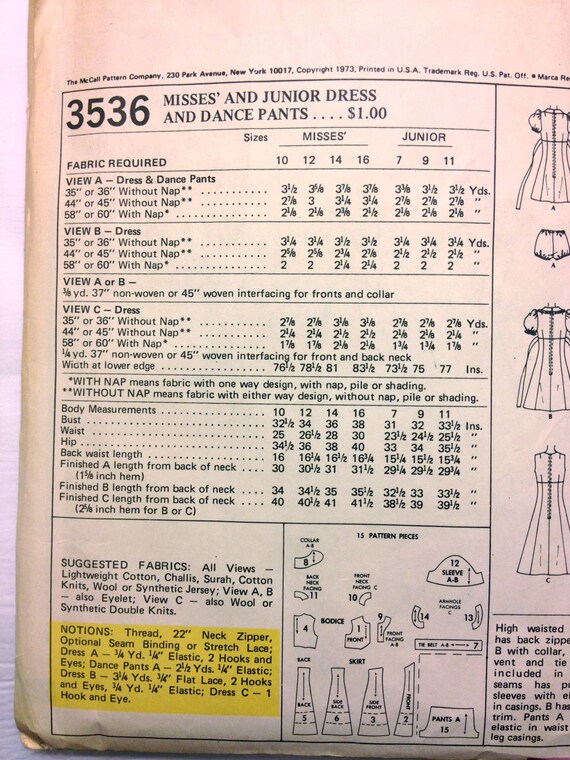 The McCall Pattern Company, 230 Park Avenue, New York 10017, Copyright 1973, Printed in U.S.A. Trademark Reg. U.S. Pat. Off. • Marca Re
3536 MISSES' AND JUNIOR DRESS
AND DANCE PANTS .... $1.00
Sizes MISSES' JUNIOR
FABRIC REQUIRED 10 12 14 16 7 9 11
VIEW A – Dress & Dance Pants
35" or 36" Without Nap** 3½ 3⅝ 3⅞ 3⅞ 3⅜ 3½ 3½ Yds.
44" or 45" Without Nap** 2⅞ 3 3¼ 3¼ 2⅞ 2⅞ 2⅞ "
58" or 60" With Nap* 2⅛ 2⅛ 2⅜ 2½ 2⅛ 2⅛ 2⅛ "
VIEW B – Dress
35" or 36" Without Nap** 3¼ 3¼ 3½ 3½ 3¼ 3¼ 3¼ Yds.
44" or 45" Without Nap** 2⅝ 2⅝ 2¾ 2⅞ 2½ 2½ 2½ "
58" or 60" With Nap* 2 2 2¼ 2¼ 2 2 2 "
VIEW A or B –
⅜ yd. 37" non-woven or 45" woven interfacing for fronts and collar
VIEW C – Dress
35" or 36" Without Nap** 2⅞ 2⅞ 3⅛ 3⅛ 2⅞ 2⅞ 2⅞ Yds.
44" or 45" Without Nap** 2¼ 2¼ 2½ 2½ 2⅛ 2⅛ 2¼ "
58" or 60" With Nap* 1⅞ 1⅞ 2⅛ 2⅛ 1¾ 1¾ 1⅞ "
¼ yd. 37" non-woven or 45" woven interfacing for front and back neck
Width at lower edge 76½ 78½ 81 83½ 73½ 75 77 Ins.
*WITH NAP means fabric with one way design, with nap, pile or shading.
**WITHOUT NAP means fabric with either way design, without nap, pile or shading.
Body Measurements 10 12 14 16 7 9 11
Bust 32½ 34 36 38 31 32 33½ Ins.
Waist 25 26½ 28 30 23½ 24½ 25½ "
Hip 34½ 36 38 40 33 34 35½ "
Back waist length 16 16¼ 16½ 16¾ 15¼ 15½ 15¾ "
Finished A length from back of neck 30 30½ 31 31½ 29¼ 29½ 29¾ "
(1⅝ inch hem)
Finished B length from back of neck 34 34½ 35 35½ 32½ 33 33½ "
Finished C length from back of neck 40 40½ 41 41½ 38½ 39 39½ "
(2⅝ inch hem for B or C)
SUGGESTED FABRICS: All Views –
Lightweight Cotton, Challis, Surah, Cotton
Knits, Wool or Synthetic Jersey; View A, B
– also Eyelet; View C – also Wool or
Synthetic Double Knits.
NOTIONS: Thread, 22" Neck Zipper,
Optional Seam Binding or Stretch Lace;
Dress A – ¾ Yd. ¼" Elastic, 2 Hooks and
Eyes; Dance Pants A – 2½ Yds. ¼" Elastic;
Dress B – 3¼ Yds. ¾" Flat Lace, 2 Hooks
and Eyes, ¾ Yd. ¼" Elastic; Dress C – 1
Hook and Eye.
15 PATTERN PIECES
COLLAR
A-B
8
12
SLEEVE
A-B
BACK
NECK
FACING
11
FRONT
NECK
FACING C
10
ARMHOLE
FACINGS
C
14
13
BODICE
4
1
FRONT
9
FRONT
FACING
A-B
TIE BELT A-B 7
BACK
SKIRT
5
BACK
6
SIDE
BACK
3
SIDE
FRONT
2
FRONT
PANTS A
15
A
A
B
C
High waisted
has back zippe
B with collar,
vent and tie
included in
seams has pu
sleeves with el
in casings. B has
trim. Pants A
elastic in waist
leg casings.